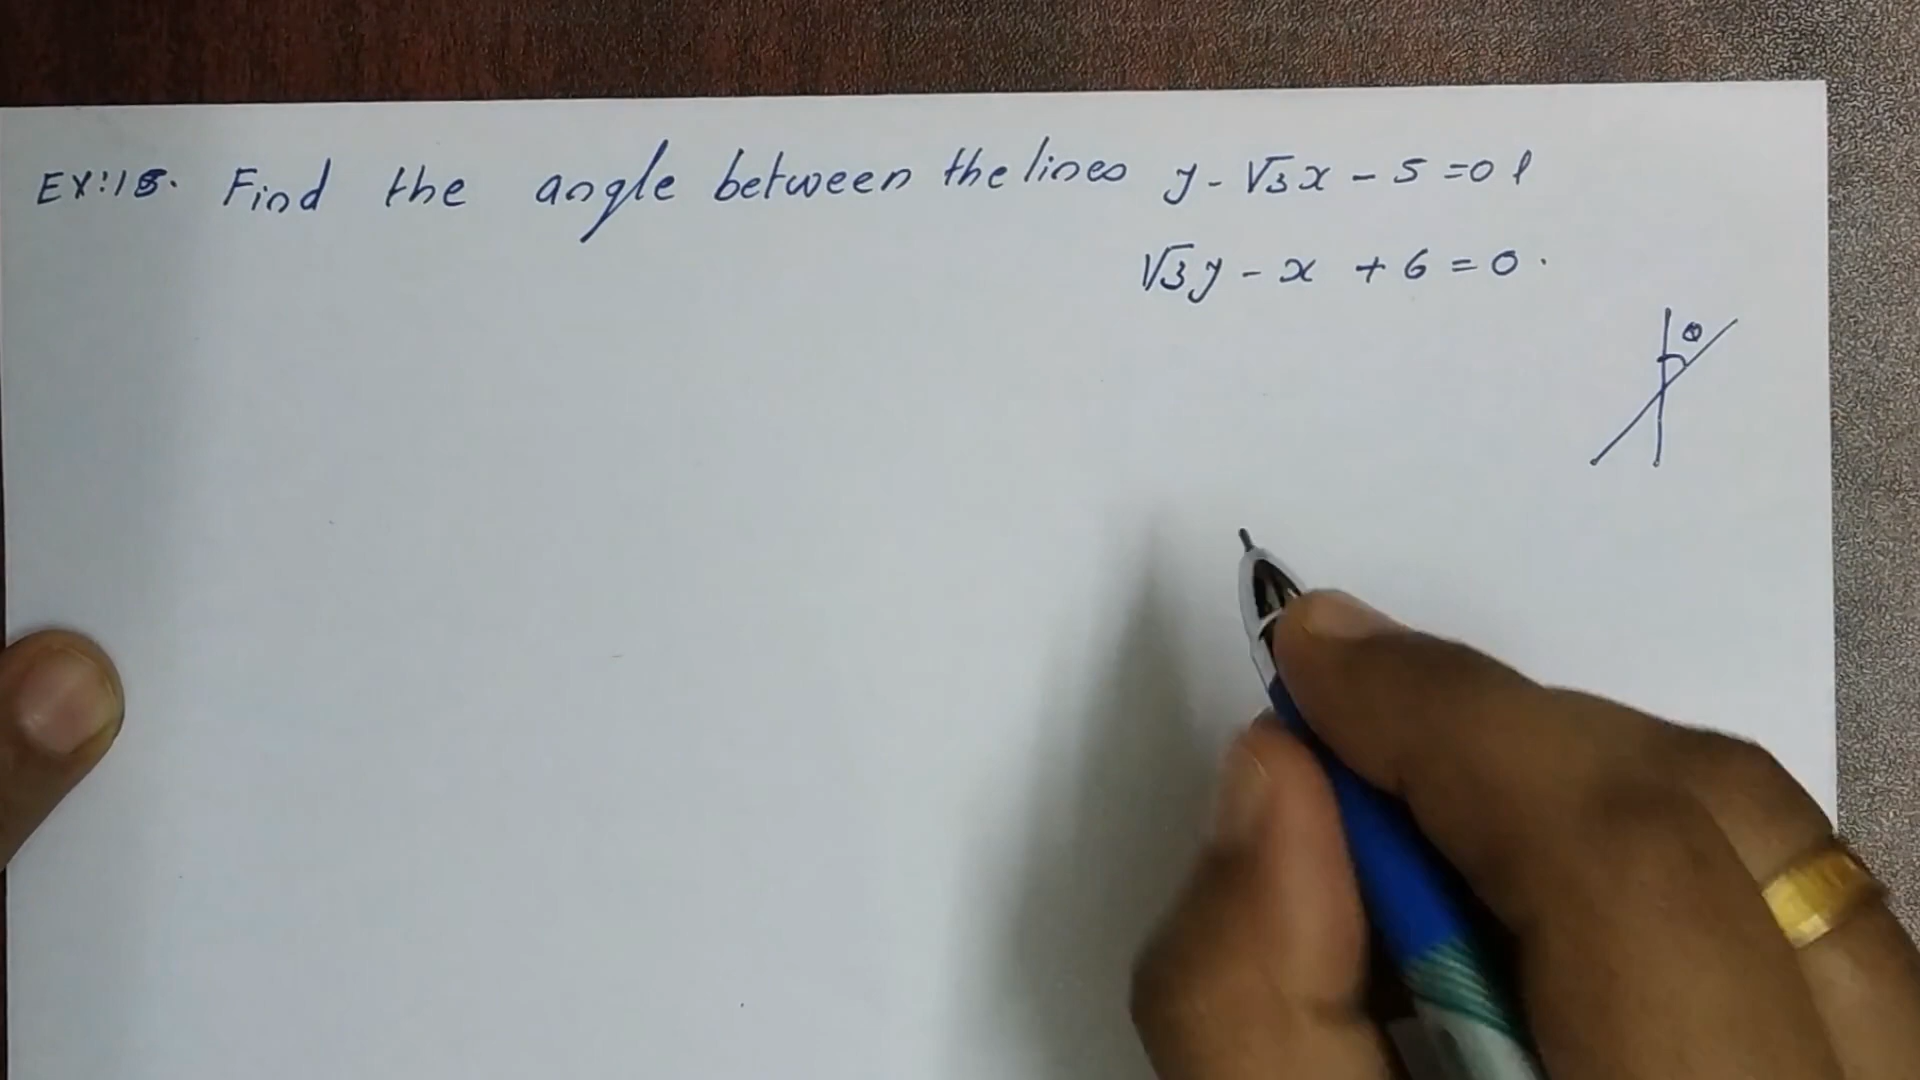 EX:18. Find the angle between the lines y - √3x - 5 = 0 &
√3y - x + 6 = 0.
θ